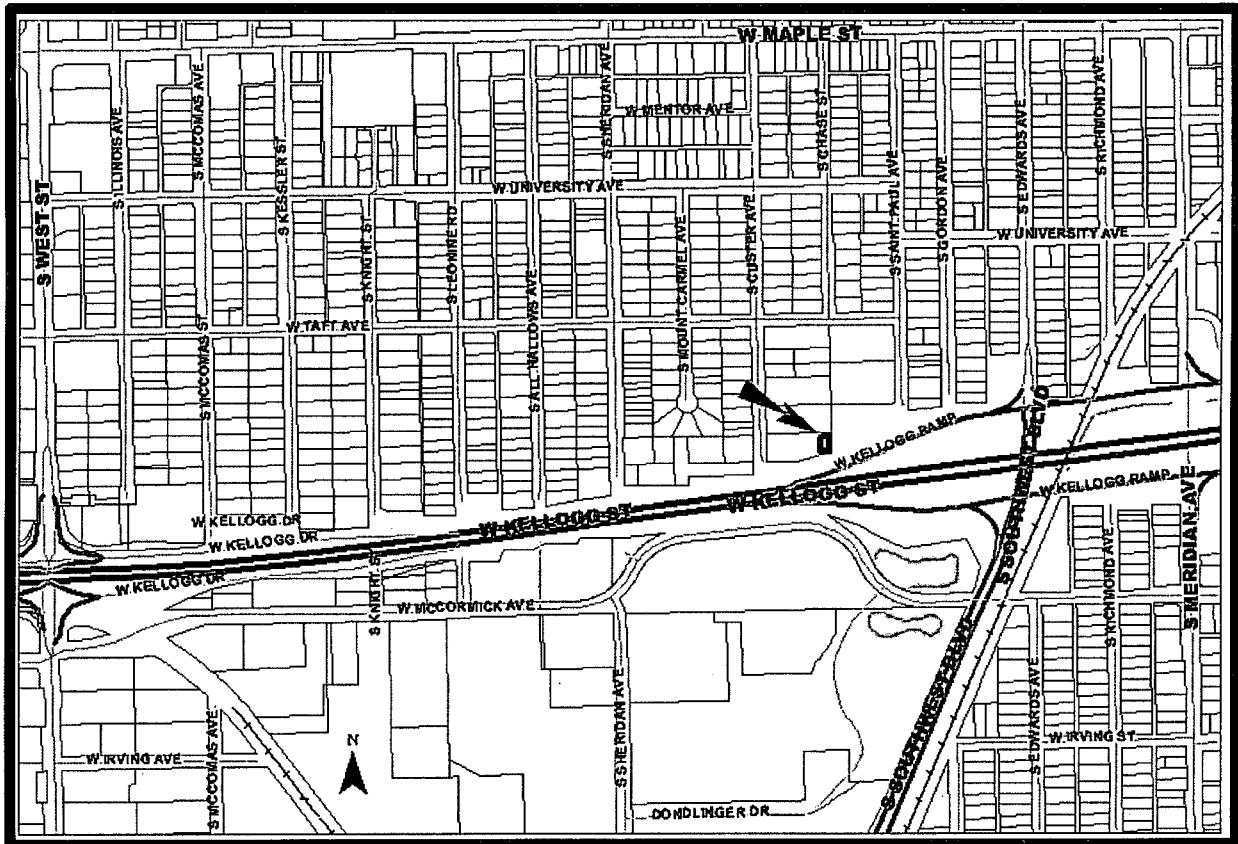 W MAPLE ST
S WEST ST
S ILLINOIS AVE
S MCCOMAS AVE
S KESSLER ST
S SHERIDAN AVE
W MENTOR AVE
S CHASE ST
S EDWARDS AVE
S RICHMOND AVE
W UNIVERSITY AVE
S KNIGHT ST
S LEONINE RD
S ALL HALLOWS AVE
S MOUNT CARMEL AVE
S CUSTER AVE
S SAINT PAUL AVE
S GORDON AVE
W UNIVERSITY AVE
W TAFT AVE
S MCCOMAS ST
W KELLOGG RAMP
S SOUTHWEST BLVD
W KELLOGG ST
W KELLOGG ST
W KELLOGG RAMP
W KELLOGG DR
W KELLOGG DR
W KELLOGG DR
S KNIGHT ST
W MCCORMICK AVE
S RICHMOND AVE
S MERIDIAN AVE
S SHERIDAN AVE
S SOUTHWEST BLVD
S SOUTHWEST BLVD
S EDWARDS AVE
W IRVING ST
W IRVING AVE
S MCCOMAS AVE
N
DONDLINGER DR